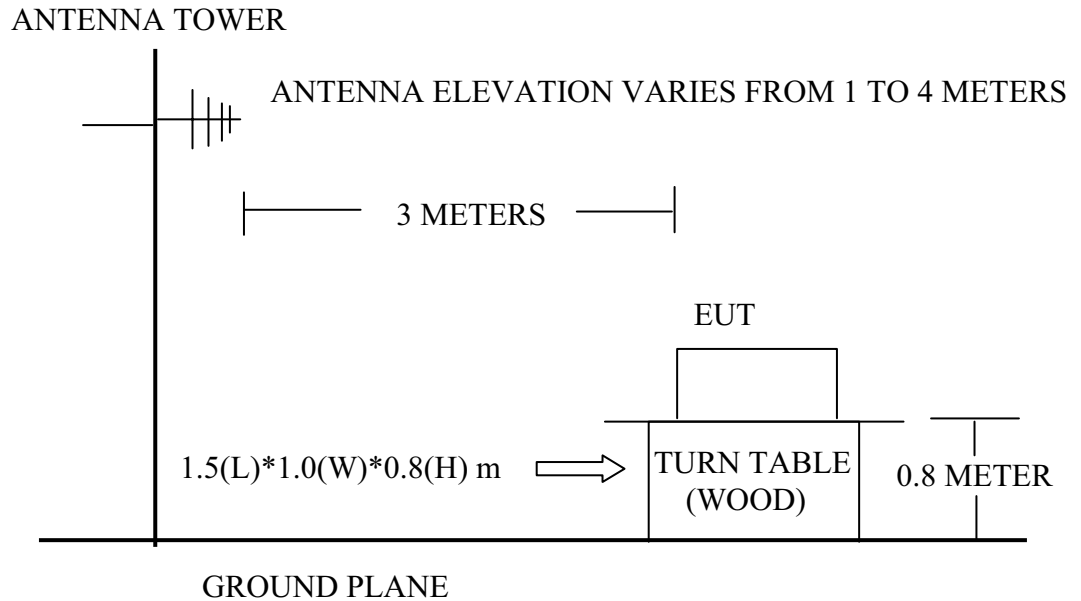 ANTENNA TOWER
ANTENNA ELEVATION VARIES FROM 1 TO 4 METERS
3 METERS
EUT
1.5(L)*1.0(W)*0.8(H) m
TURN TABLE
(WOOD)
0.8 METER
GROUND PLANE